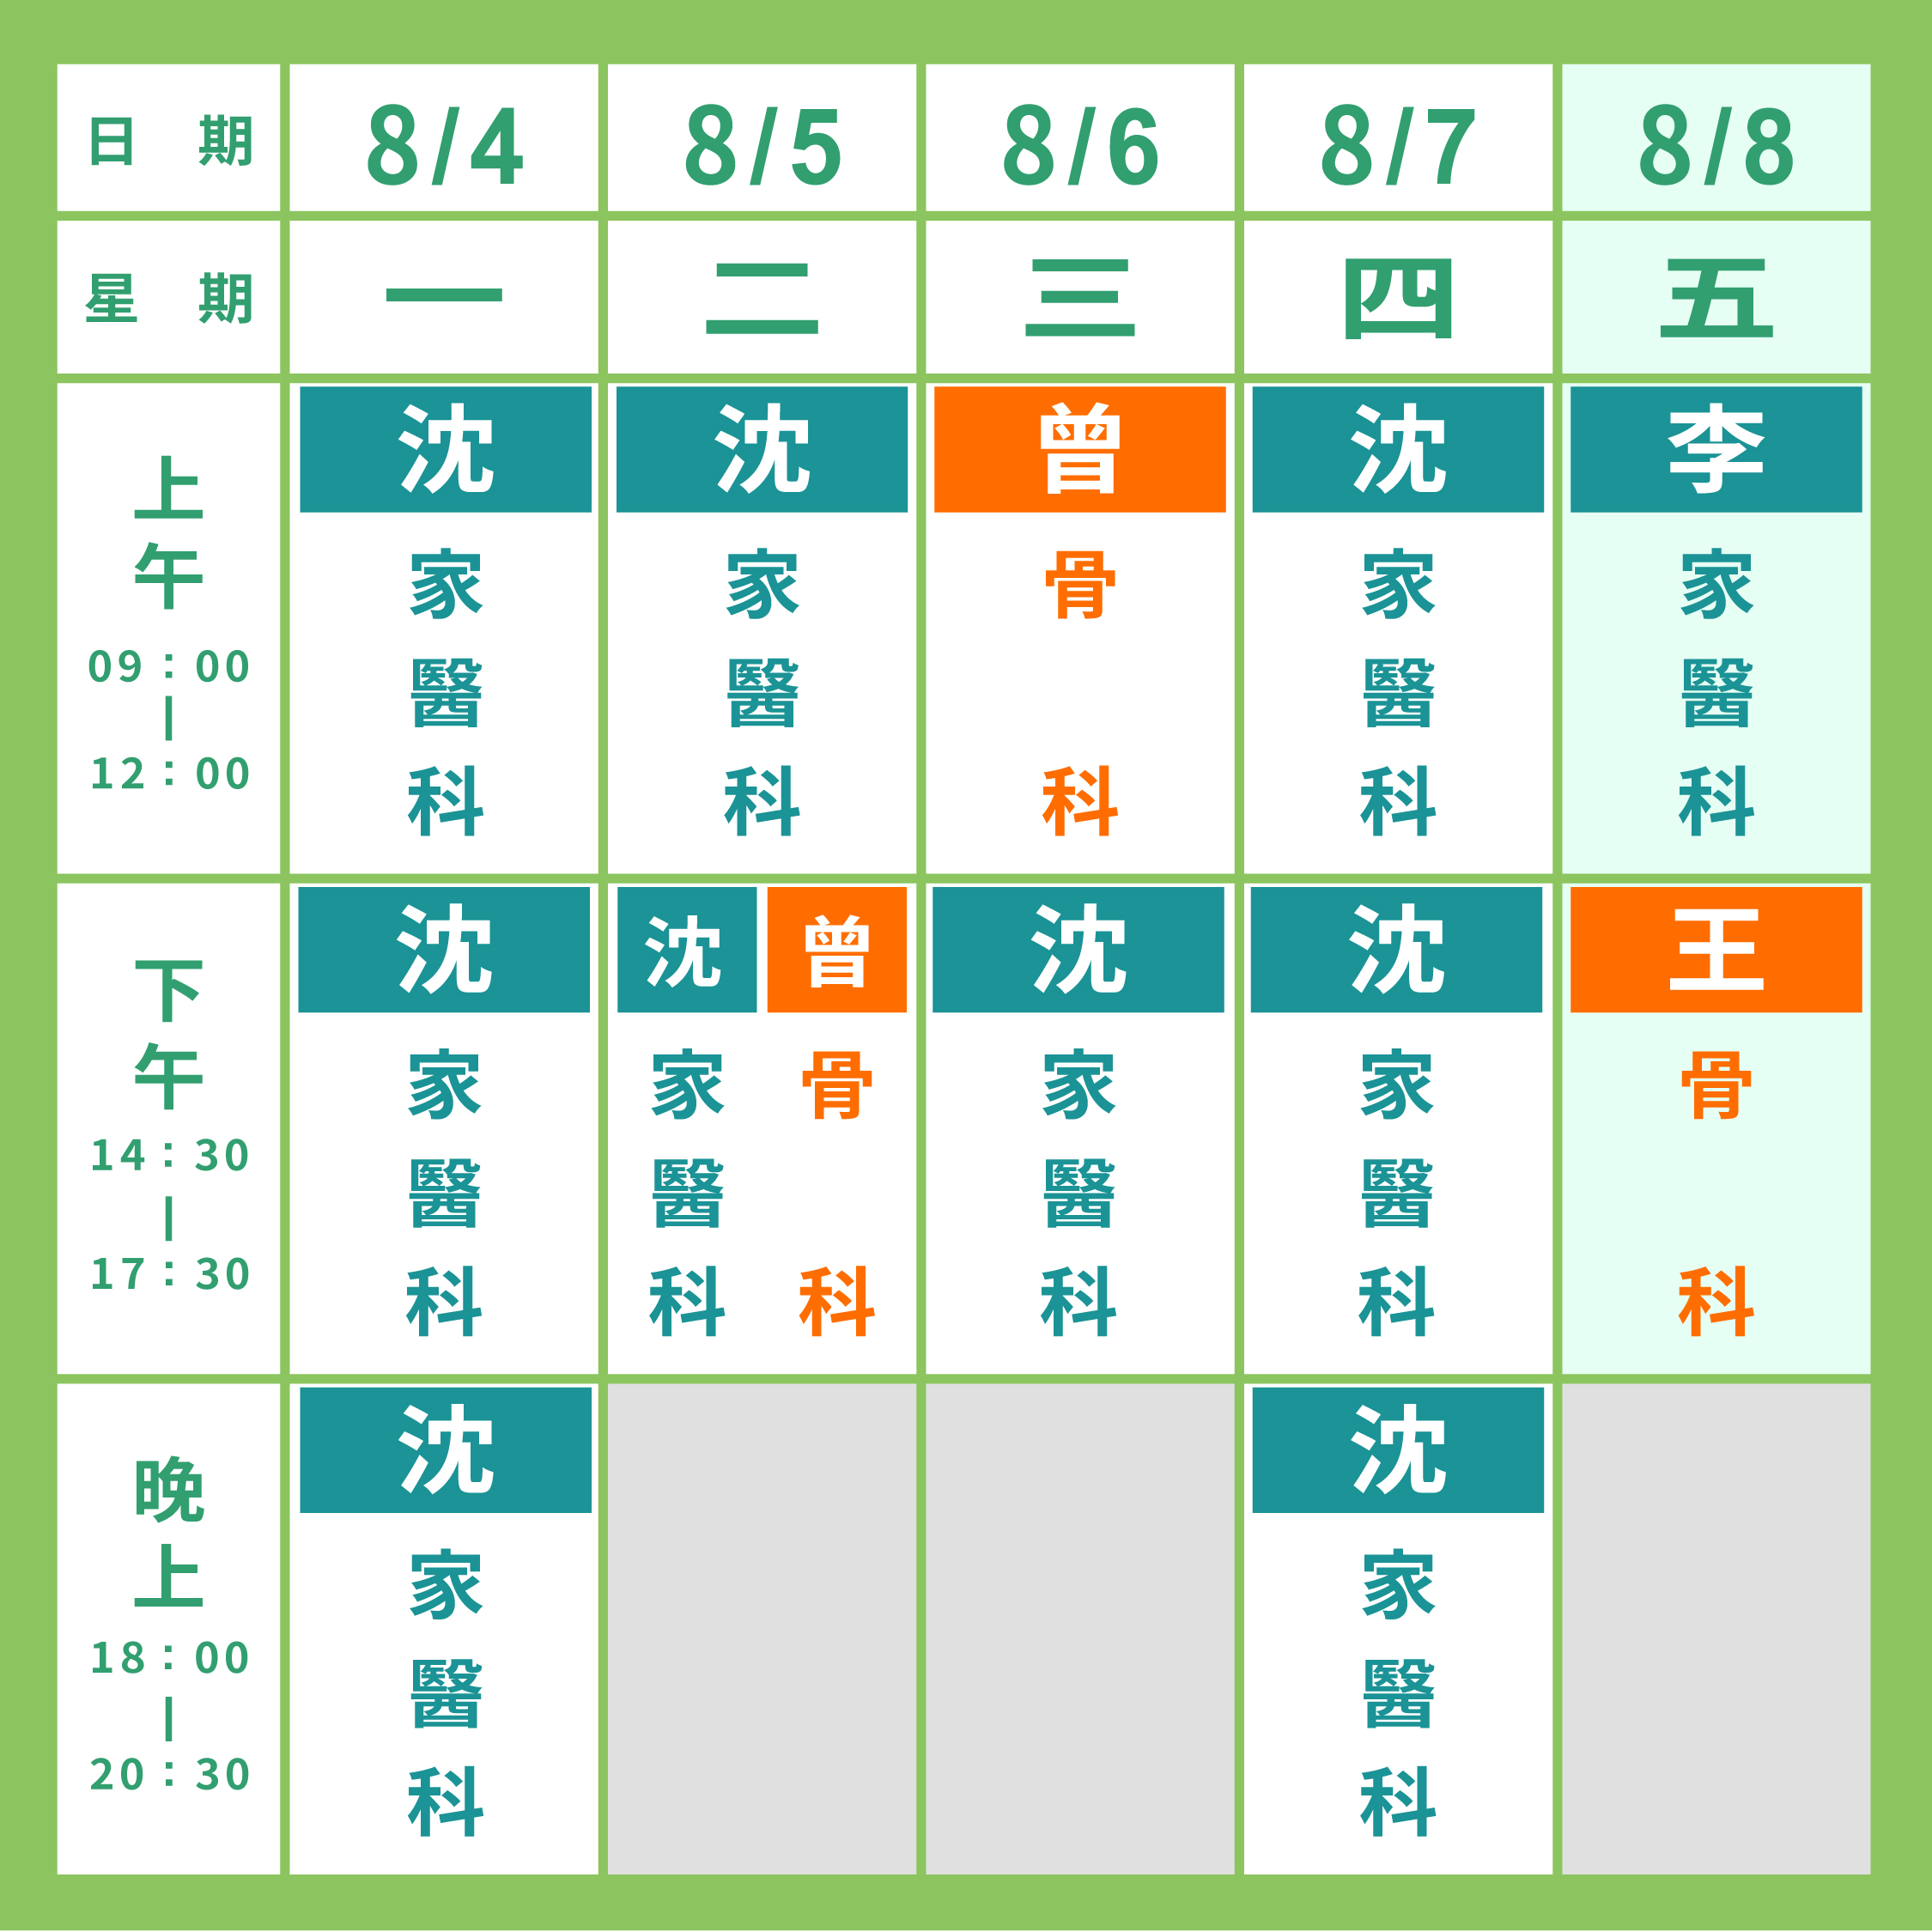 日期 8/4 8/5 8/6 8/7 8/8
星期 一 二 三 四 五
上午 09:00 | 12:00
沈 家醫科
沈 家醫科
曾 骨科
沈 家醫科
李 家醫科
下午 14:30 | 17:30
沈 家醫科
沈 家醫科
曾 骨科
沈 家醫科
沈 家醫科
王 骨科
晚上 18:00 | 20:30
沈 家醫科
沈 家醫科